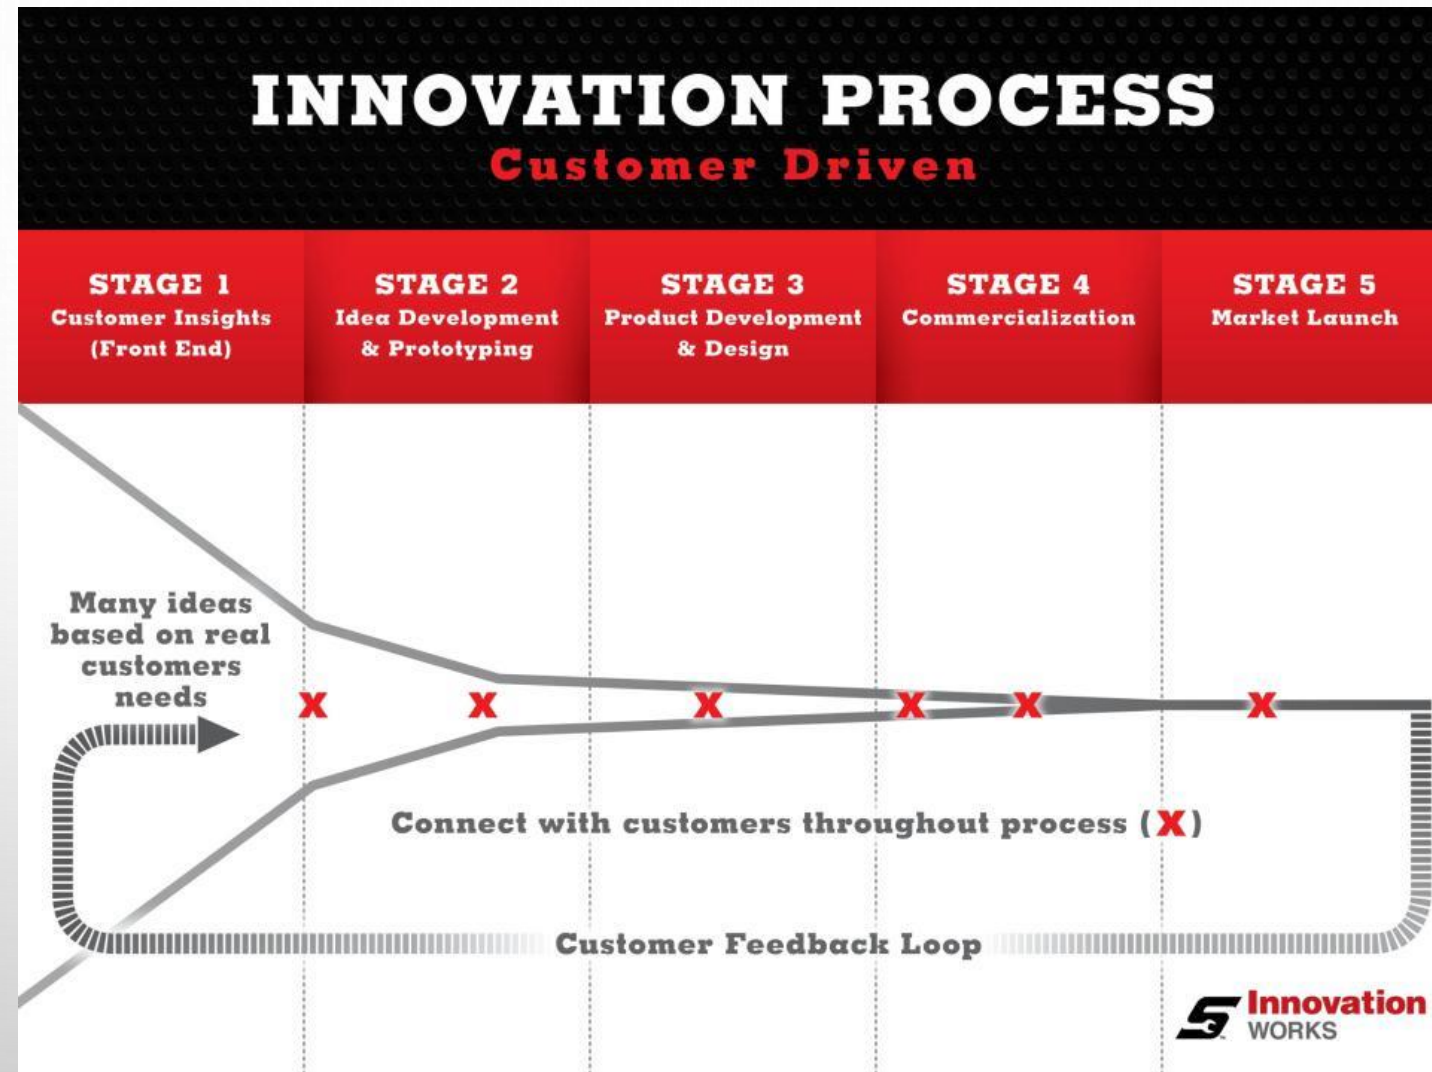 INNOVATION PROCESS
Customer Driven
STAGE 1
Customer Insights
(Front End)
STAGE 2
Idea Development
& Prototyping
STAGE 3
Product Development
& Design
STAGE 4
Commercialization
STAGE 5
Market Launch
Many ideas
based on real
customers
needs
X X X X X X
Connect with customers throughout process (X)
Customer Feedback Loop
Innovation
WORKS